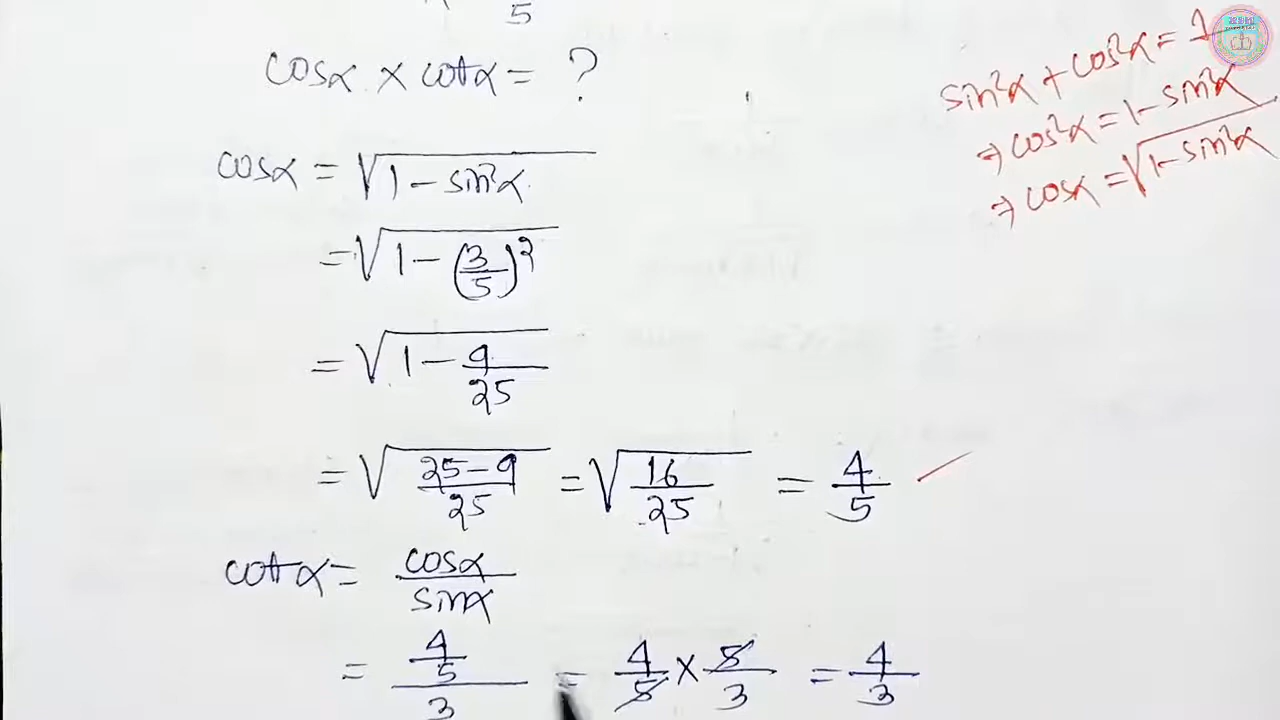 5
cosα × cotα = ?
sin²α + cos²α = 1
⇒ cos²α = 1 - sin²α
⇒ cosα = √1 - sin²α
cosα = √1 - sin²α
= √1 - (3/5)²
= √1 - 9/25
= √25-9/25 = √16/25 = 4/5
cotα = cosα/sinα
= 4/5/3 = 4/5 × 5/3 = 4/3